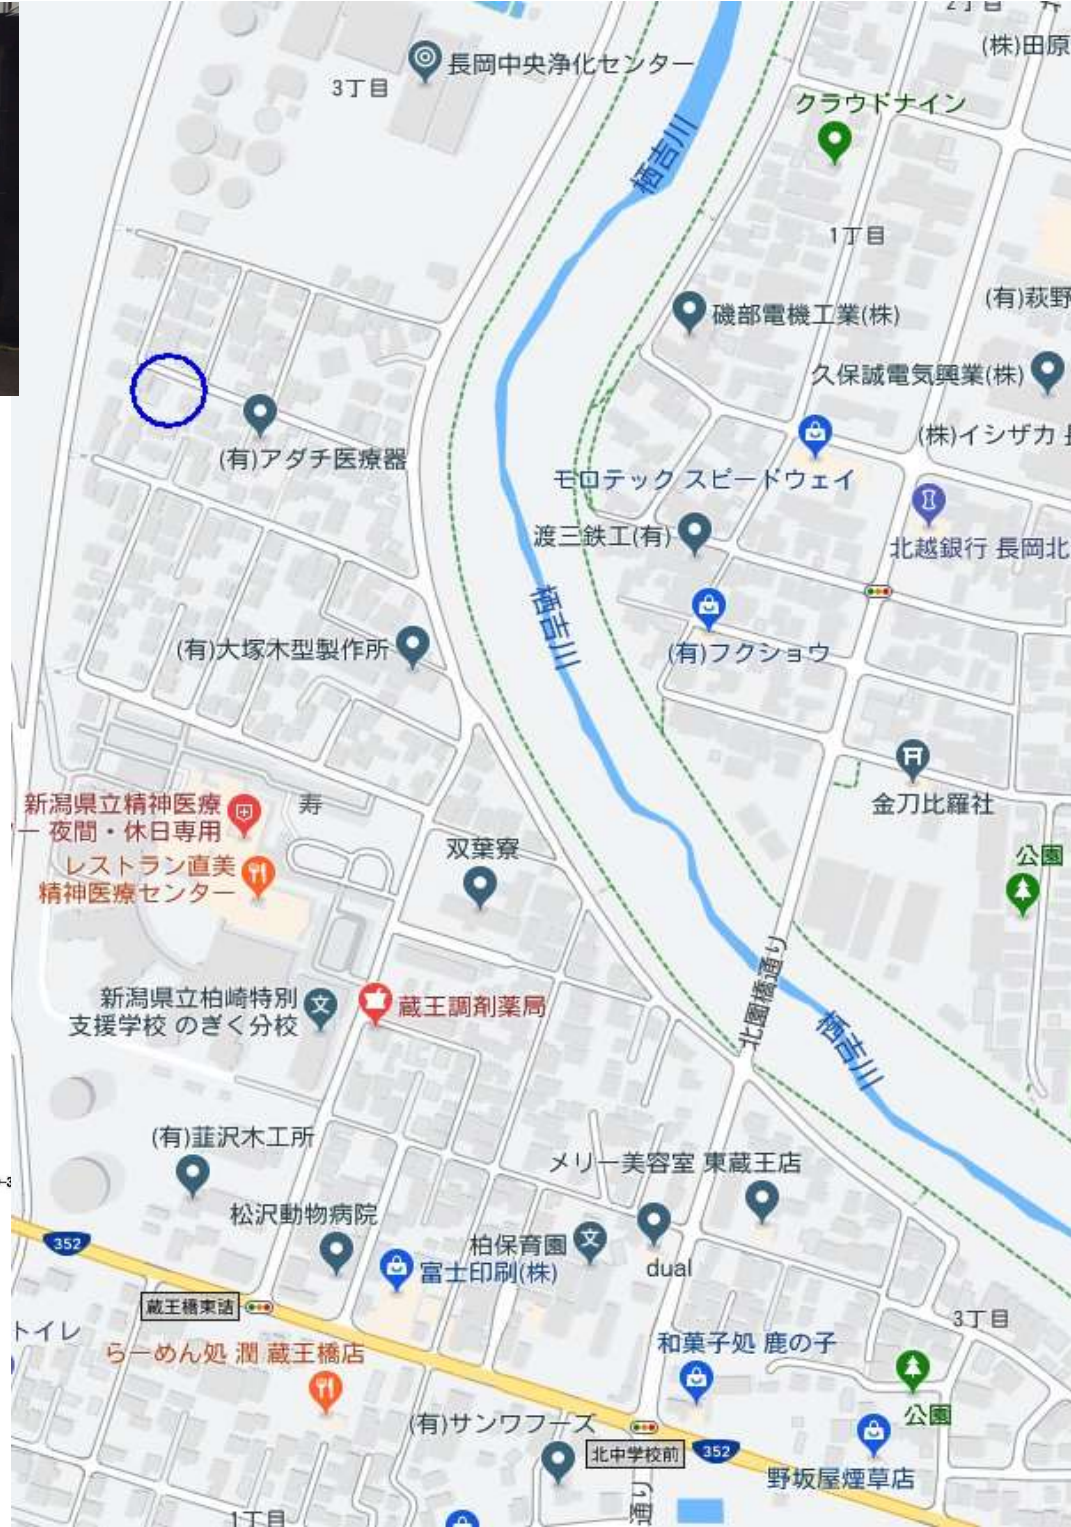 2丁目
(株)田原
長岡中央浄化センター
3丁目
クラウドナイン
栖吉川
1丁目
(有)萩野
磯部電機工業(株)
久保誠電気興業(株)
(株)イシザカ
(有)アダチ医療器
モロテック スピードウェイ
渡三鉄工(有)
北越銀行 長岡北
栖吉川
(有)大塚木型製作所
(有)フクショウ
金刀比羅社
新潟県立精神医療
ー 夜間・休日専用
寿
双葉寮
公園
レストラン直美
精神医療センター
北園橋通り
新潟県立柏崎特別
支援学校 のぎく分校
蔵王調剤薬局
栖吉川
(有)韮沢木工所
メリー美容室 東蔵王店
松沢動物病院
柏保育園
352
富士印刷(株)
dual
蔵王橋東詰
3丁目
トイレ
らーめん処 潤 蔵王橋店
和菓子処 鹿の子
(有)サンワフーズ
公園
北中学校前
352
野坂屋煙草店
1丁目
通り